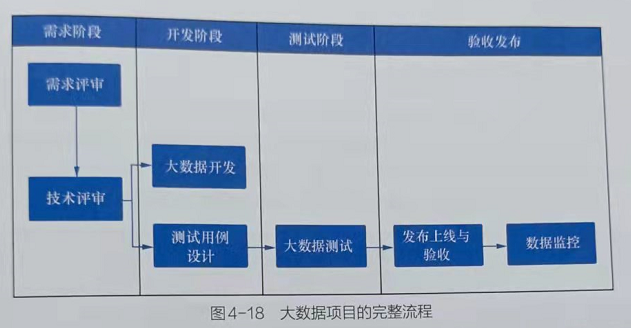 需求阶段
开发阶段
测试阶段
验收发布
需求评审
技术评审
大数据开发
测试用例
设计
大数据测试
发布上线与
验收
数据监控
图4-18 大数据项目的完整流程